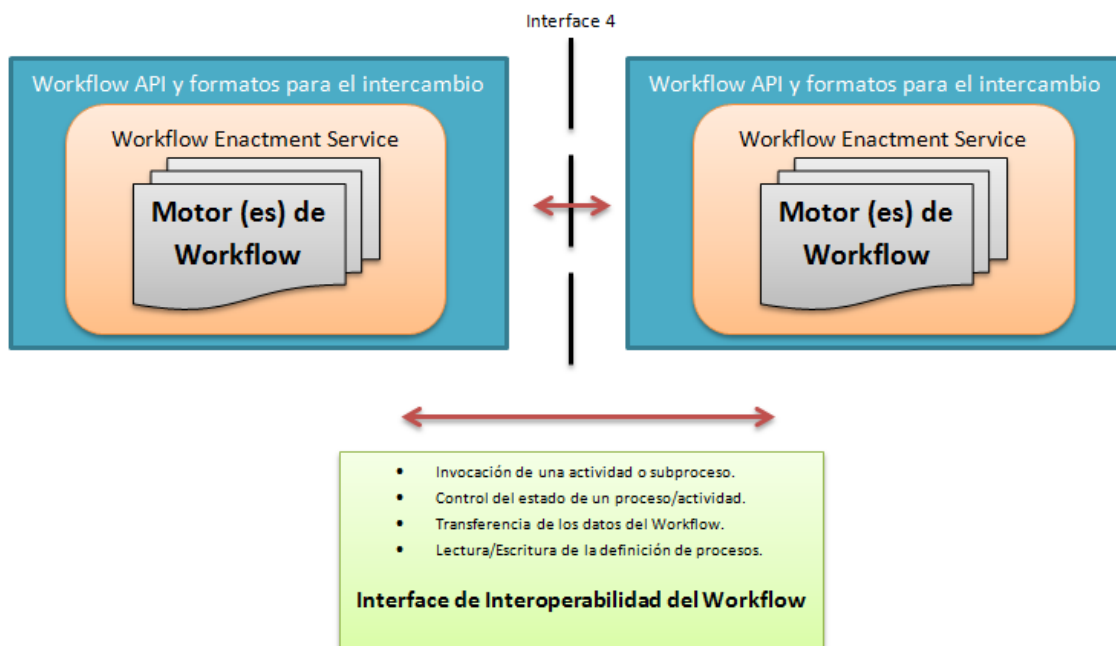 Interface 4
Workflow API y formatos para el intercambio
Workflow Enactment Service
Motor (es) de
Workflow
Workflow API y formatos para el intercambio
Workflow Enactment Service
Motor (es) de
Workflow
• Invocación de una actividad o subproceso.
• Control del estado de un proceso/actividad.
• Transferencia de los datos del Workflow.
• Lectura/Escritura de la definición de procesos.
Interface de Interoperabilidad del Workflow